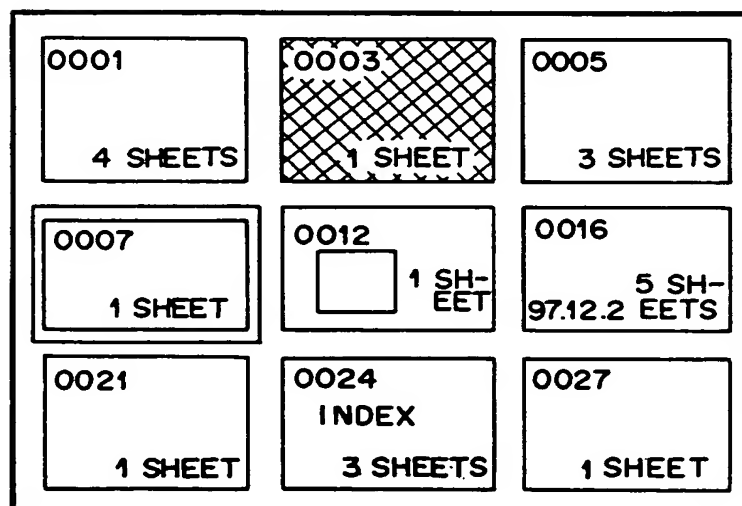 0001
4 SHEETS
0003
1 SHEET
0005
3 SHEETS
0007
1 SHEET
0012
1 SH-
EET
0016
5 SH-
97.12.2 EETS
0021
1 SHEET
0024
INDEX
3 SHEETS
0027
1 SHEET